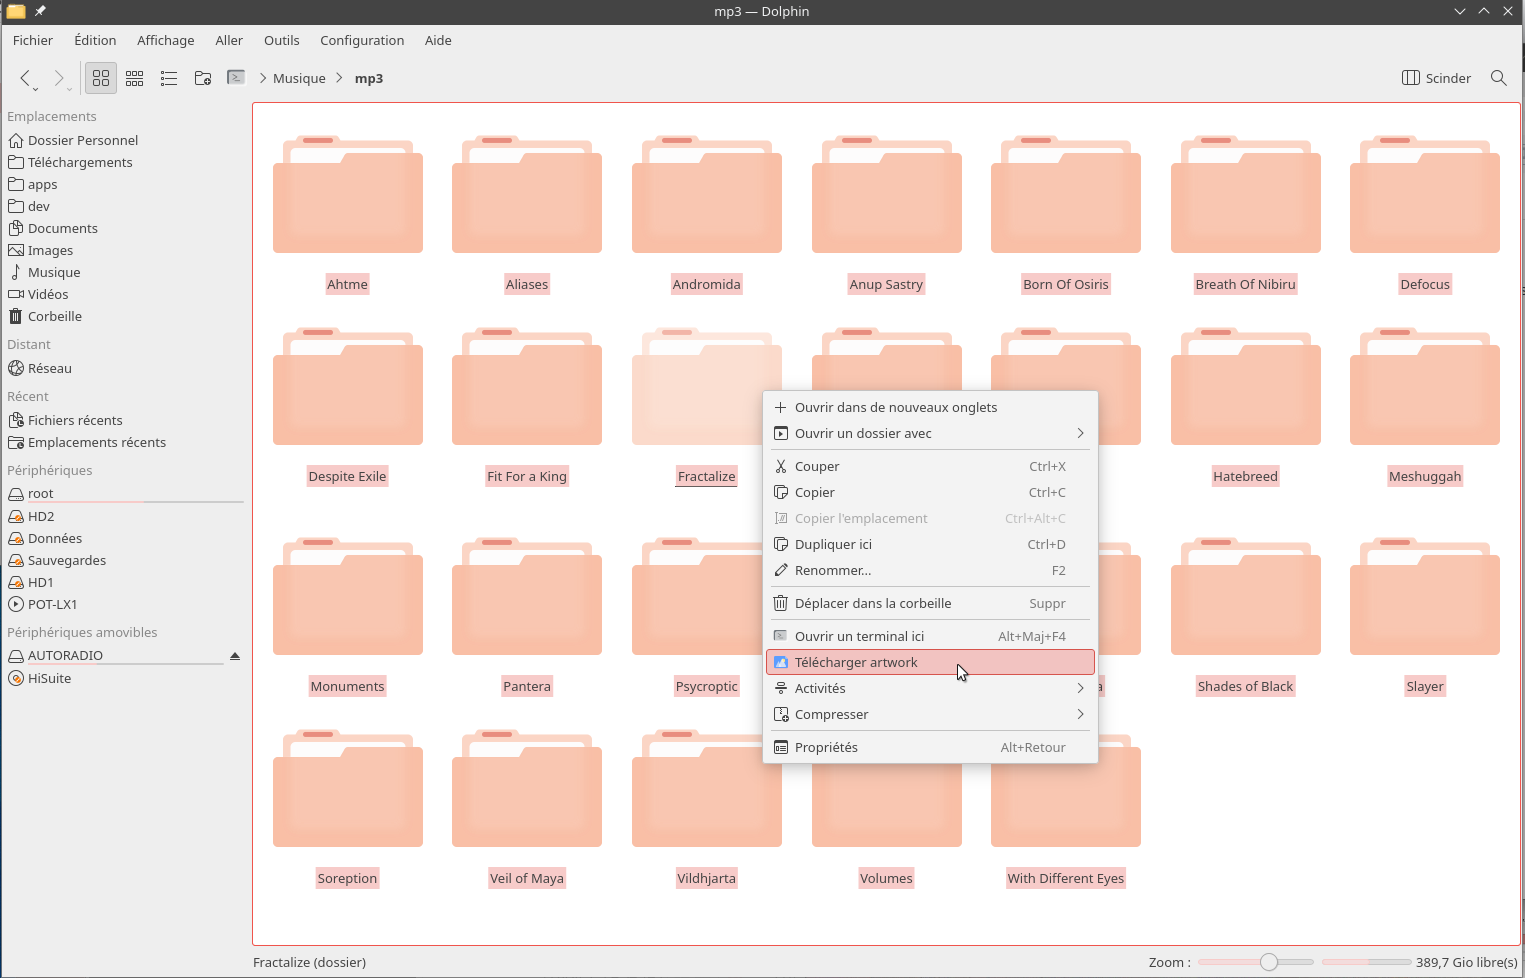 mp3 — Dolphin
Fichier Édition Affichage Aller Outils Configuration Aide
Musique mp3 Scinder
Emplacements
Dossier Personnel
Téléchargements
apps
dev
Documents
Images
Musique
Vidéos
Corbeille
Distant
Réseau
Récent
Fichiers récents
Emplacements récents
Périphériques
root
HD2
Données
Sauvegardes
HD1
POT-LX1
Périphériques amovibles
AUTORADIO
HiSuite
Ahtme Aliases Andromida Anup Sastry Born Of Osiris Breath Of Nibiru Defocus
Despite Exile Fit For a King Fractalize Hatebreed Meshuggah
Monuments Pantera Psycroptic Shades of Black Slayer
Soreption Veil of Maya Vildhjarta Volumes With Different Eyes
Ouvrir dans de nouveaux onglets
Ouvrir un dossier avec
Couper Ctrl+X
Copier Ctrl+C
Copier l'emplacement Ctrl+Alt+C
Dupliquer ici Ctrl+D
Renommer... F2
Déplacer dans la corbeille Suppr
Ouvrir un terminal ici Alt+Maj+F4
Télécharger artwork
Activités
Compresser
Propriétés Alt+Retour
Fractalize (dossier) Zoom : 389,7 Gio libre(s)